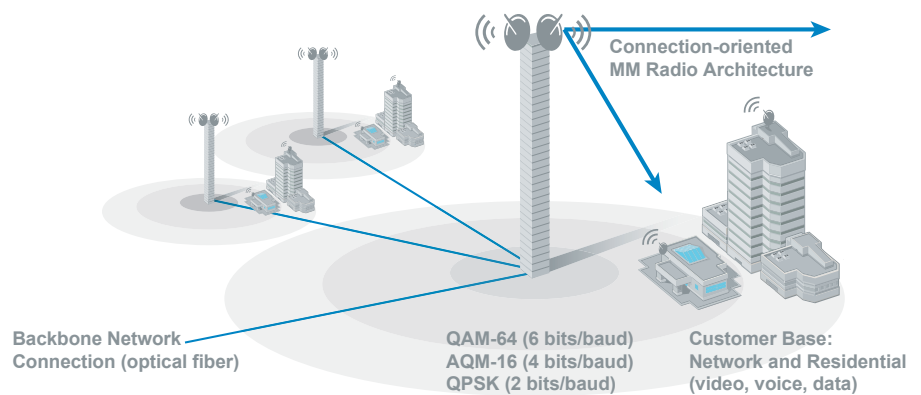 Connection-oriented
MM Radio Architecture
Backbone Network
Connection (optical fiber)
QAM-64 (6 bits/baud)
AQM-16 (4 bits/baud)
QPSK (2 bits/baud)
Customer Base:
Network and Residential
(video, voice, data)